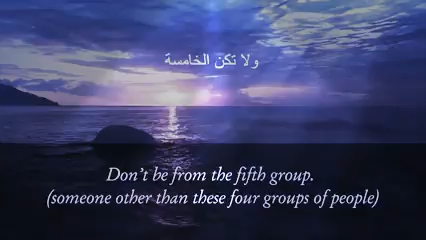 ولا تكن الخامسة
Don't be from the fifth group.
(someone other than these four groups of people)